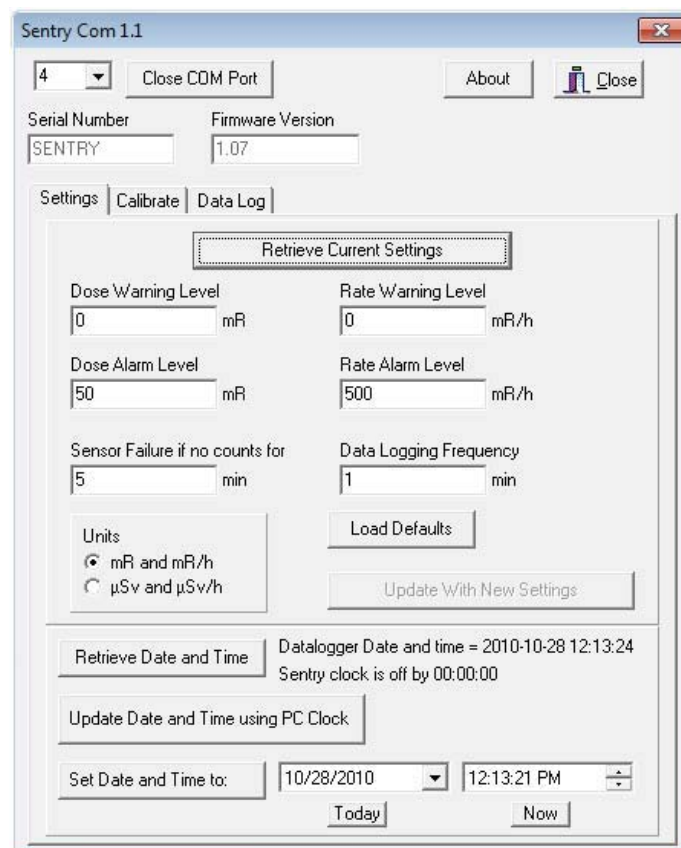 Sentry Com 1.1
4 Close COM Port About Close
Serial Number Firmware Version
SENTRY 1.07
Settings Calibrate Data Log
Retrieve Current Settings
Dose Warning Level Rate Warning Level
0 mR 0 mR/h
Dose Alarm Level Rate Alarm Level
50 mR 500 mR/h
Sensor Failure if no counts for Data Logging Frequency
5 min 1 min
Units Load Defaults
mR and mR/h
µSv and µSv/h Update With New Settings
Retrieve Date and Time Datalogger Date and time = 2010-10-28 12:13:24
Sentry clock is off by 00:00:00
Update Date and Time using PC Clock
Set Date and Time to: 10/28/2010 12:13:21 PM
Today Now